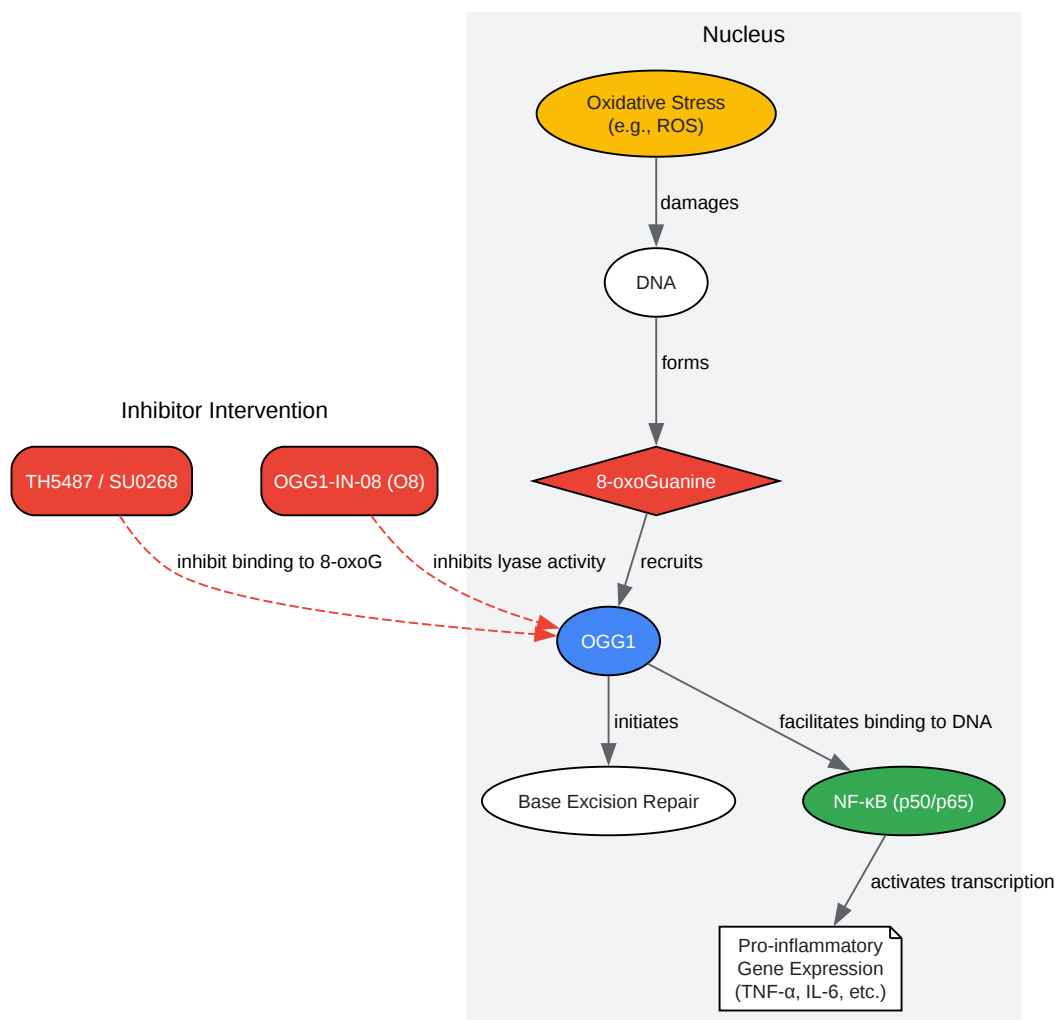 Nucleus
Oxidative Stress
(e.g., ROS)
damages
DNA
forms
Inhibitor Intervention
TH5487 / SU0268
OGG1-IN-08 (O8)
8-oxoGuanine
inhibit binding to 8-oxoG
inhibits lyase activity
recruits
OGG1
initiates
facilitates binding to DNA
Base Excision Repair
NF-κB (p50/p65)
activates transcription
Pro-inflammatory
Gene Expression
(TNF-α, IL-6, etc.)